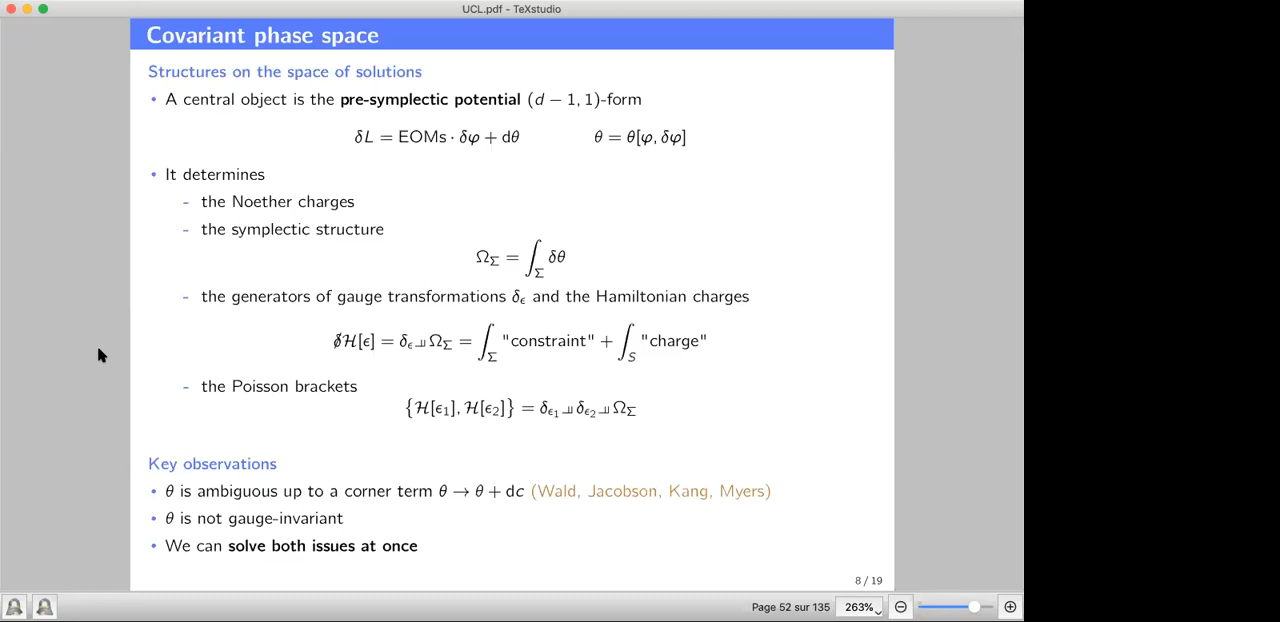 UCL.pdf - TeXstudio
Covariant phase space
Structures on the space of solutions
• A central object is the pre-symplectic potential (d − 1, 1)-form
δL = EOMs · δφ + dθ θ = θ[φ, δφ]
• It determines
- the Noether charges
- the symplectic structure
Ω_Σ = ∫_Σ δθ
- the generators of gauge transformations δ_ϵ and the Hamiltonian charges
δ̸H[ϵ] = δ_ϵ ⌟ Ω_Σ = ∫_Σ "constraint" + ∫_S "charge"
- the Poisson brackets
{H[ϵ₁], H[ϵ₂]} = δ_ϵ₁ ⌟ δ_ϵ₂ ⌟ Ω_Σ
Key observations
• θ is ambiguous up to a corner term θ → θ + dc (Wald, Jacobson, Kang, Myers)
• θ is not gauge-invariant
• We can solve both issues at once
8 / 19
Page 52 sur 135 263%